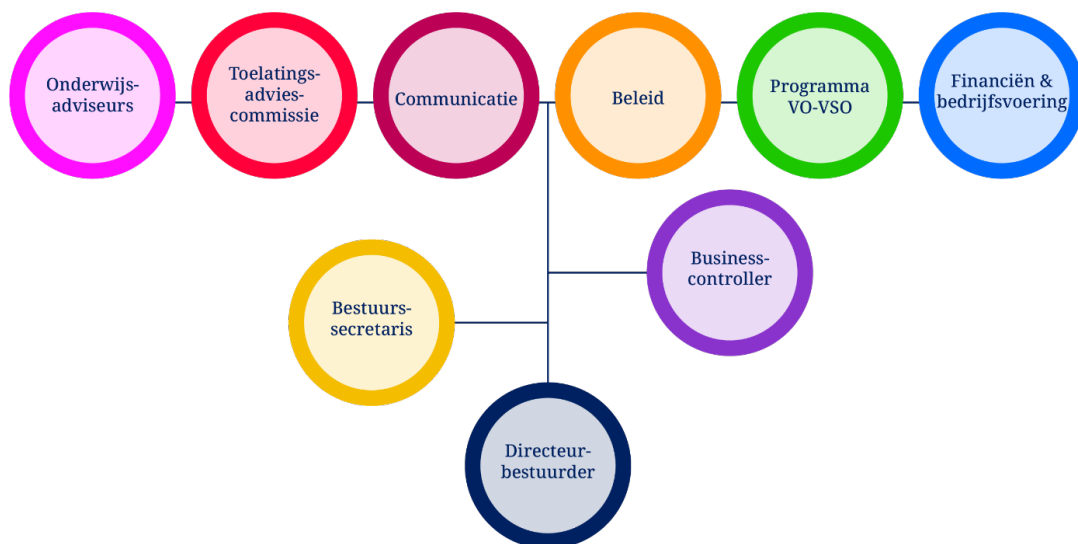 Onderwijs-
adviseurs
Toelatings-
advies-
commissie
Communicatie
Beleid
Programma
VO-VSO
Financiën &
bedrijfsvoering
Business-
controller
Bestuurs-
secretaris
Directeur-
bestuurder